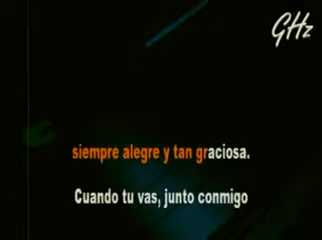 GHz
siempre alegre y tan graciosa.
Cuando tu vas, junto conmigo